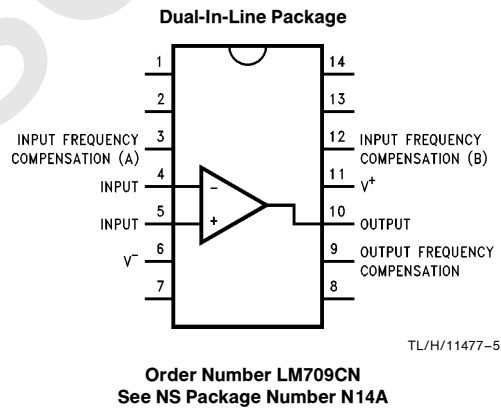 Dual-In-Line Package
1
14
2
13
INPUT FREQUENCY
COMPENSATION (A)
3
12
INPUT FREQUENCY
COMPENSATION (B)
INPUT
4
11
V+
INPUT
5
10
OUTPUT
V−
6
9
OUTPUT FREQUENCY
COMPENSATION
7
8
−
+
TL/H/11477–5
Order Number LM709CN
See NS Package Number N14A